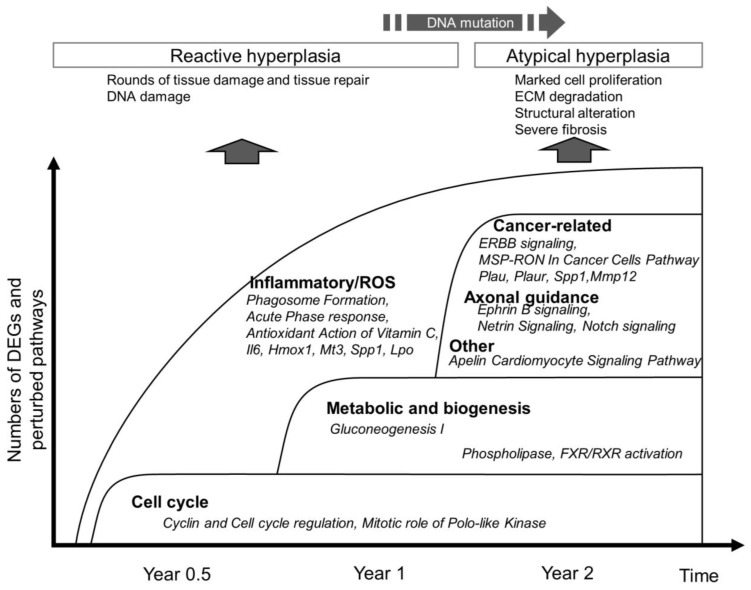 DNA mutation
Reactive hyperplasia
Atypical hyperplasia
Rounds of tissue damage and tissue repair
DNA damage
Marked cell proliferation
ECM degradation
Structural alteration
Severe fibrosis
Numbers of DEGs and
perturbed pathways
Cancer-related
ERBB signaling,
MSP-RON In Cancer Cells Pathway
Plau, Plaur, Spp1,Mmp12
Axonal guidance
Ephrin B signaling,
Netrin Signaling, Notch signaling
Other
Apelin Cardiomyocyte Signaling Pathway
Inflammatory/ROS
Phagosome Formation,
Acute Phase response,
Antioxidant Action of Vitamin C,
Il6, Hmox1, Mt3, Spp1, Lpo
Metabolic and biogenesis
Gluconeogenesis I
Phospholipase, FXR/RXR activation
Cell cycle
Cyclin and Cell cycle regulation, Mitotic role of Polo-like Kinase
Year 0.5
Year 1
Year 2
Time